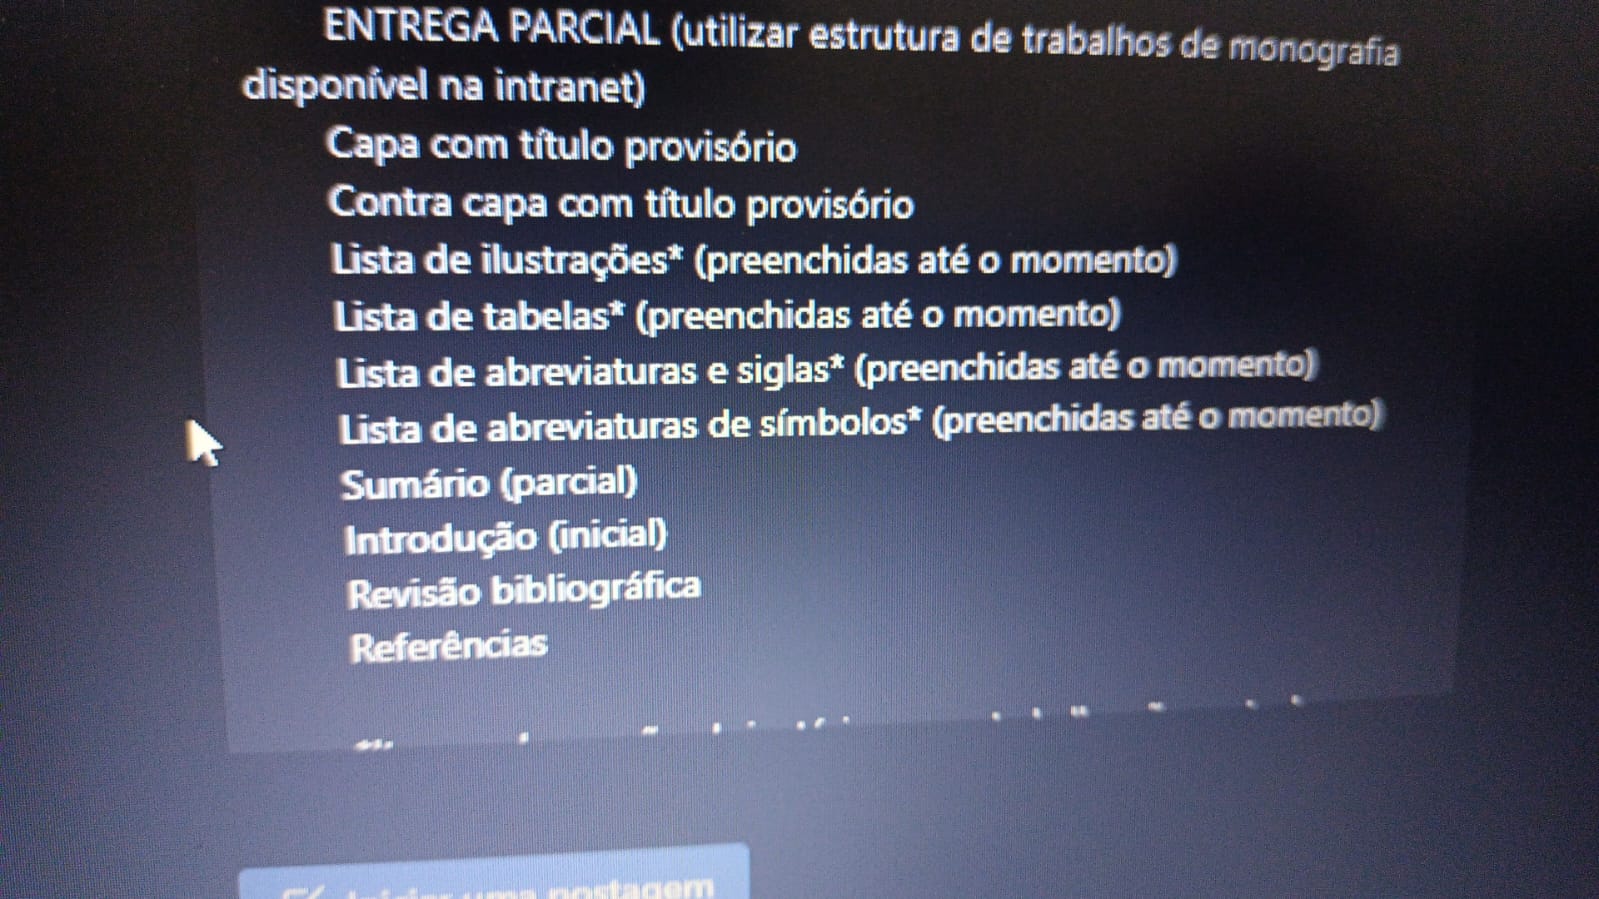 ENTREGA PARCIAL (utilizar estrutura de trabalhos de monografia
disponível na intranet)
Capa com título provisório
Contra capa com título provisório
Lista de ilustrações* (preenchidas até o momento)
Lista de tabelas* (preenchidas até o momento)
Lista de abreviaturas e siglas* (preenchidas até o momento)
Lista de abreviaturas de símbolos* (preenchidas até o momento)
Sumário (parcial)
Introdução (inicial)
Revisão bibliográfica
Referências
uma postagem